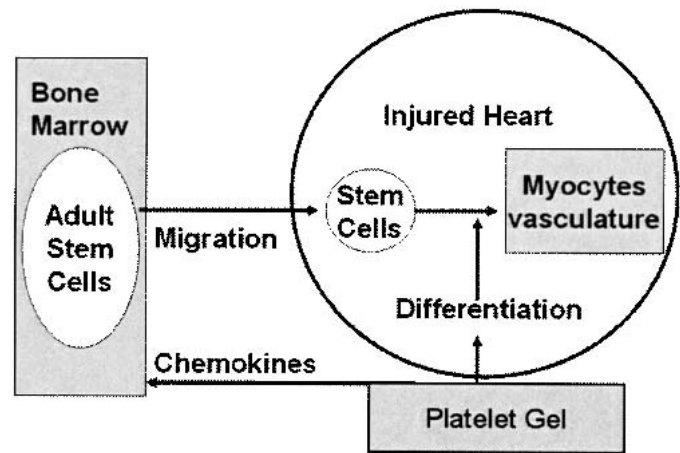 Bone
Marrow
Adult
Stem
Cells
Migration
Chemokines
Injured Heart
Stem
Cells
Myocytes
vasculature
Differentiation
Platelet Gel